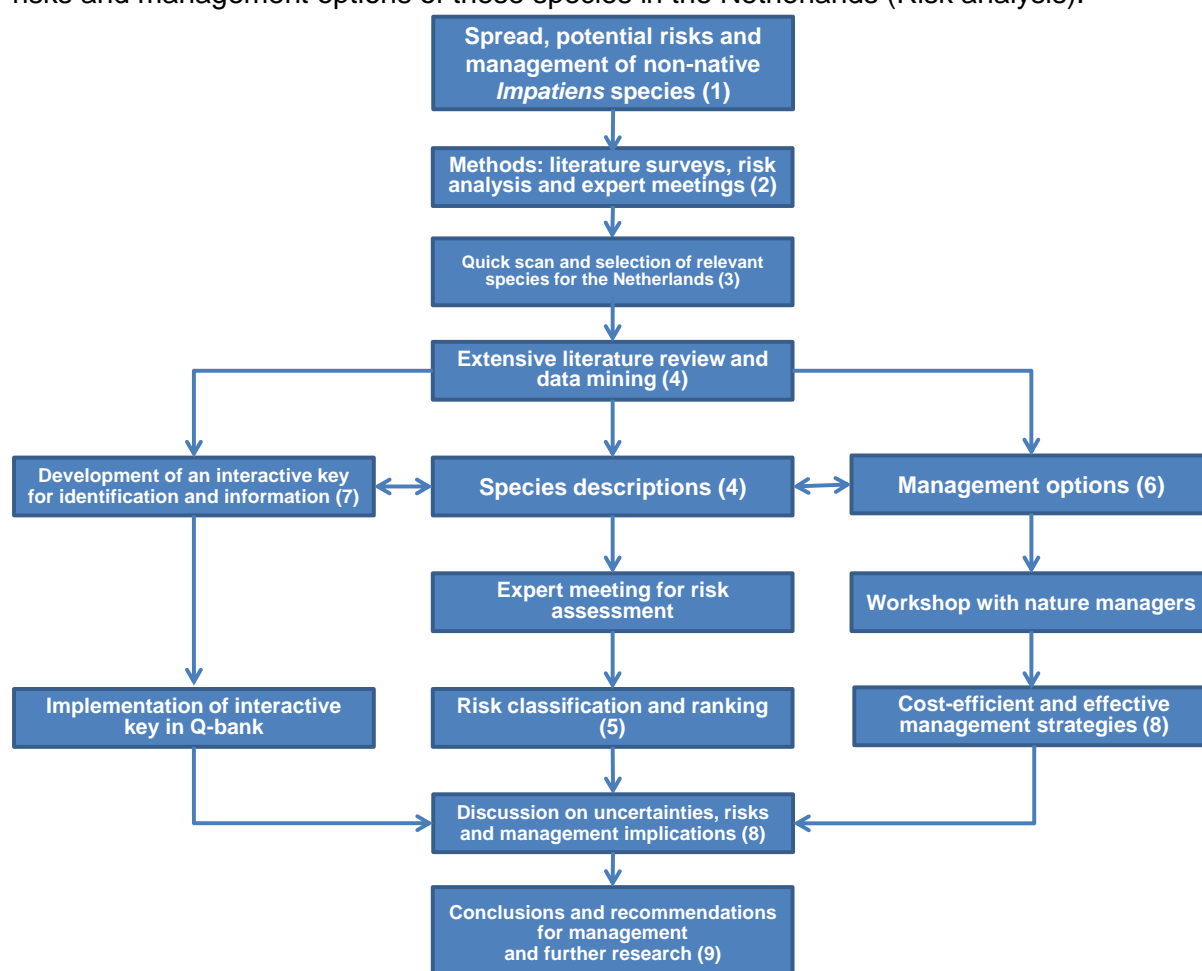 risks and management options of these species in the Netherlands (Risk analysis).
Spread, potential risks and
management of non-native
Impatiens species (1)
Methods: literature surveys, risk
analysis and expert meetings (2)
Quick scan and selection of relevant
species for the Netherlands (3)
Extensive literature review and
data mining (4)
Development of an interactive key
for identification and information (7)
Species descriptions (4)
Management options (6)
Expert meeting for risk
assessment
Workshop with nature managers
Implementation of interactive
key in Q-bank
Risk classification and ranking
(5)
Cost-efficient and effective
management strategies (8)
Discussion on uncertainties, risks
and management implications (8)
Conclusions and recommendations
for management
and further research (9)